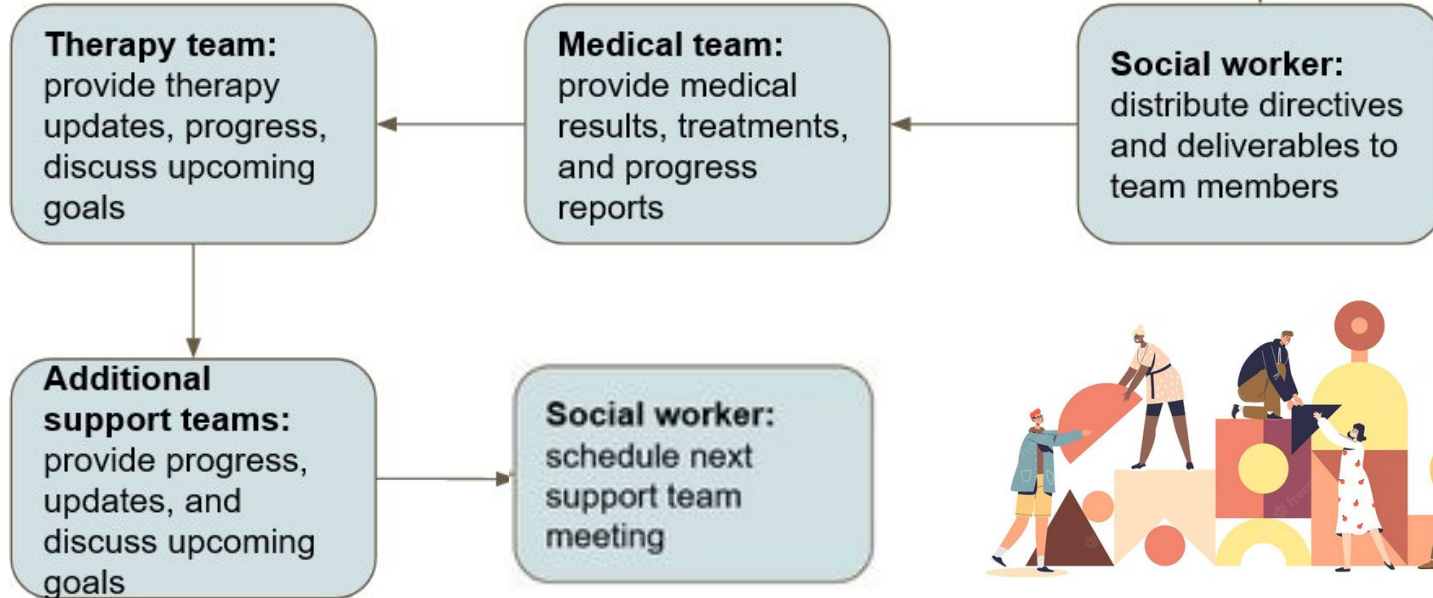 Social worker:
distribute directives
and deliverables to
team members
Medical team:
provide medical
results, treatments,
and progress
reports
Therapy team:
provide therapy
updates, progress,
discuss upcoming
goals
Additional
support teams:
provide progress,
updates, and
discuss upcoming
goals
Social worker:
schedule next
support team
meeting